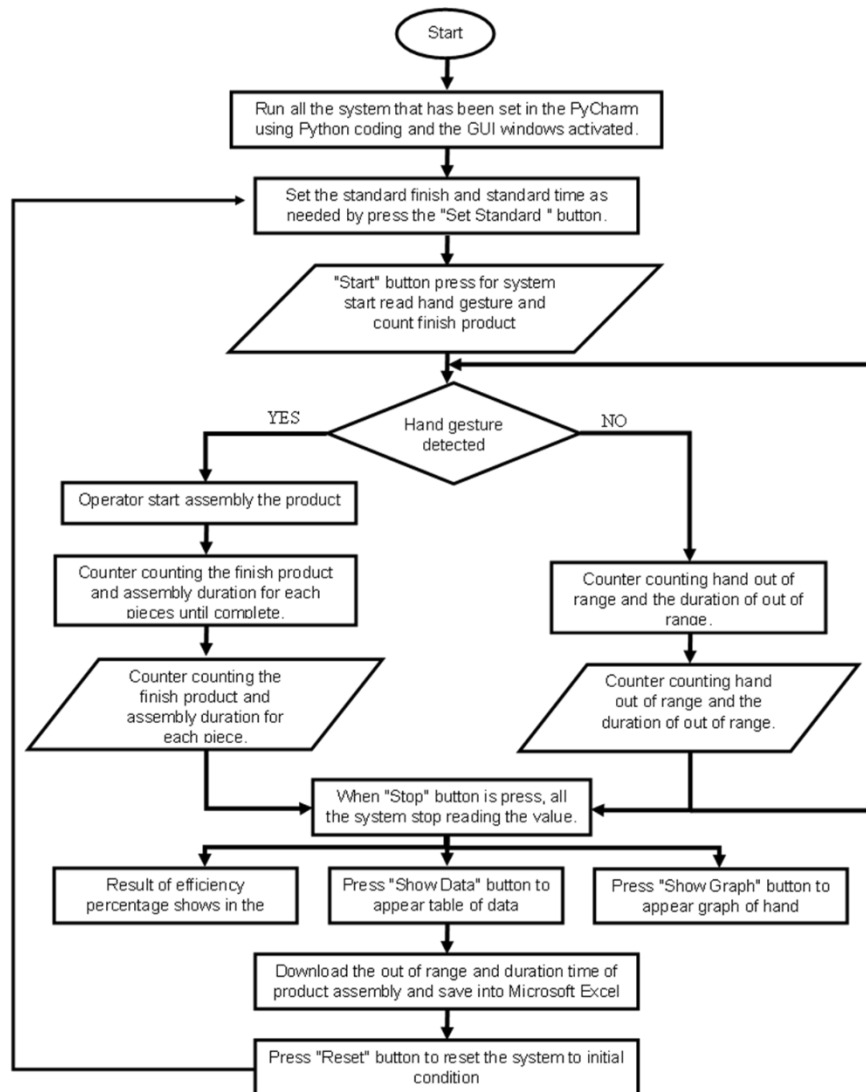 Start
Run all the system that has been set in the PyCharm
using Python coding and the GUI windows activated.
Set the standard finish and standard time as
needed by press the "Set Standard " button.
"Start" button press for system
start read hand gesture and
count finish product
YES
Hand gesture
detected
NO
Operator start assembly the product
Counter counting the finish product
and assembly duration for each
pieces until complete.
Counter counting hand out of
range and the duration of out of
range.
Counter counting the
finish product and
assembly duration for
each piece.
Counter counting hand
out of range and the
duration of out of range.
When "Stop" button is press, all
the system stop reading the value.
Result of efficiency
percentage shows in the
Press "Show Data" button to
appear table of data
Press "Show Graph" button to
appear graph of hand
Download the out of range and duration time of
product assembly and save into Microsoft Excel
Press "Reset" button to reset the system to initial
condition